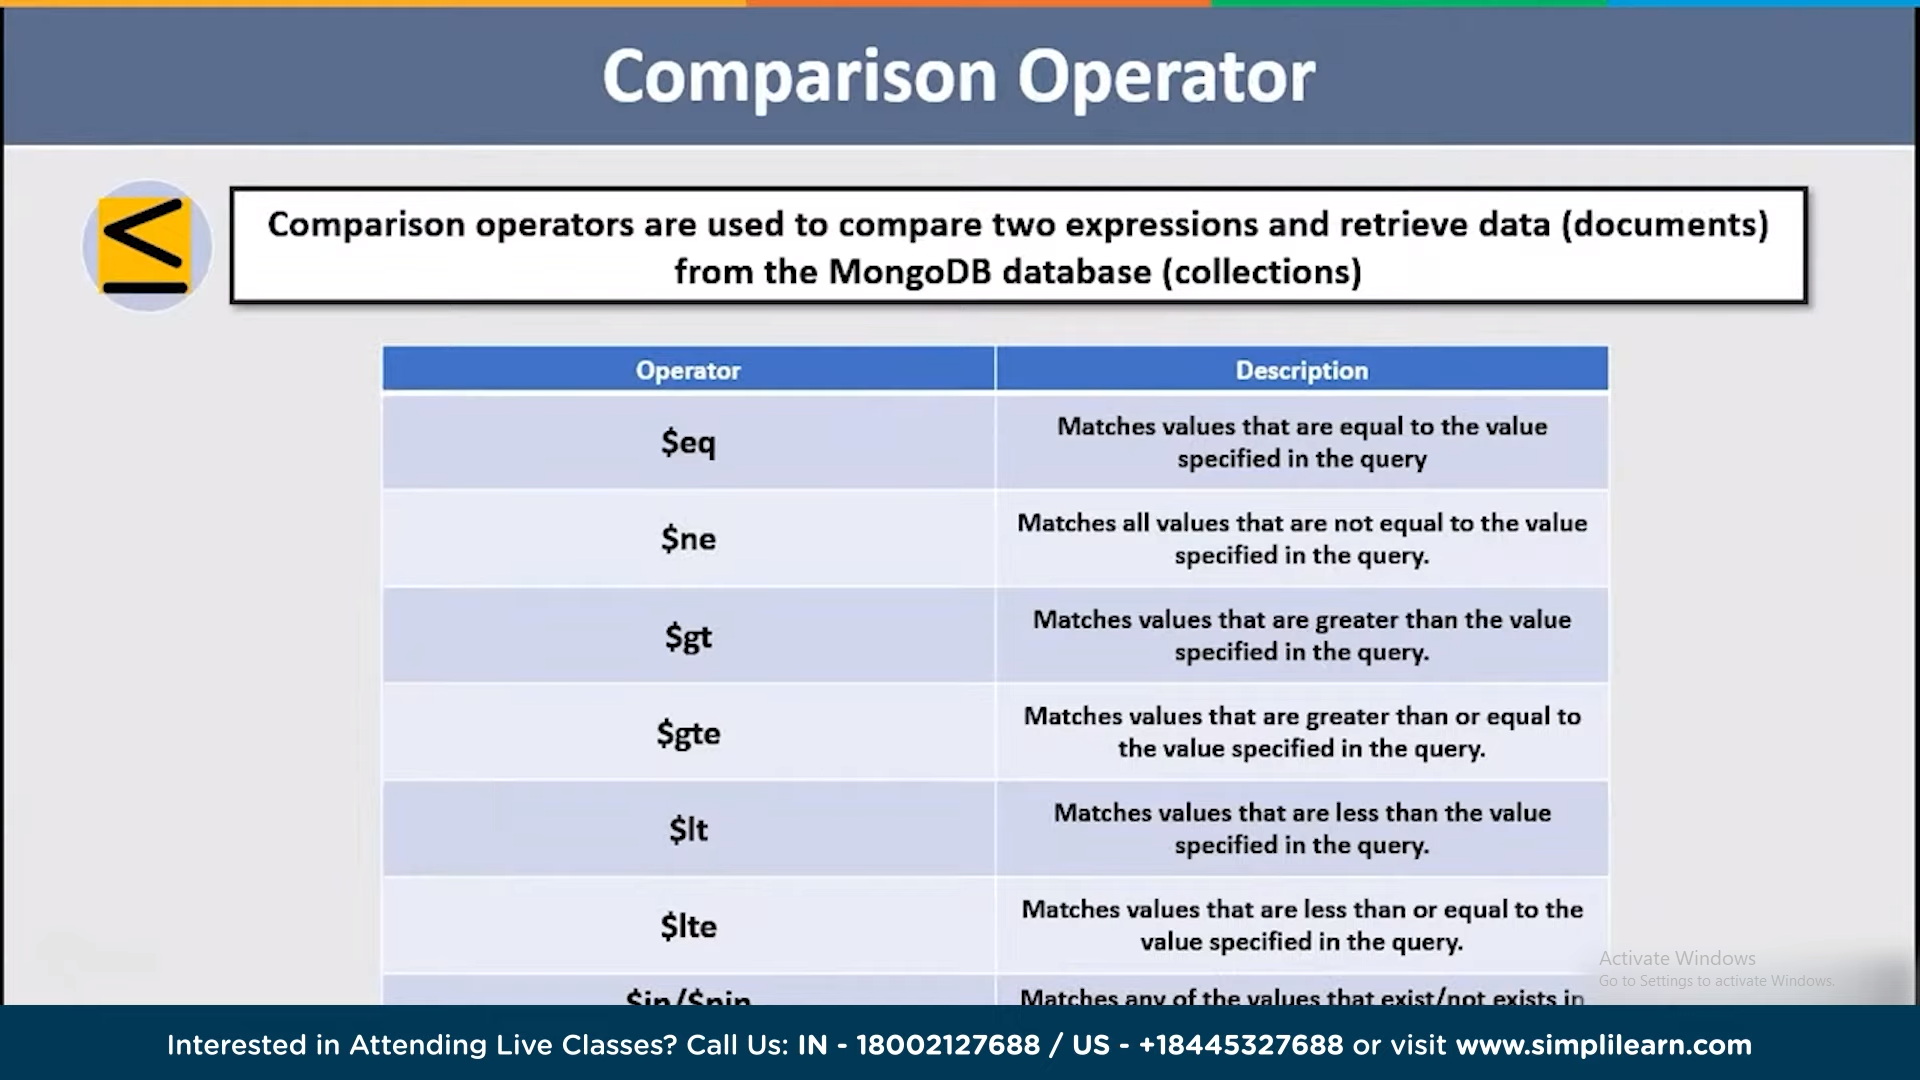 Comparison Operator
Comparison operators are used to compare two expressions and retrieve data (documents)
from the MongoDB database (collections)
Operator
Description
$eq
Matches values that are equal to the value
specified in the query
$ne
Matches all values that are not equal to the value
specified in the query.
$gt
Matches values that are greater than the value
specified in the query.
$gte
Matches values that are greater than or equal to
the value specified in the query.
$lt
Matches values that are less than the value
specified in the query.
$lte
Matches values that are less than or equal to the
value specified in the query.
$in/$nin
Matches any of the values that exist/not exists in
Activate Windows
Go to Settings to activate Windows.
Interested in Attending Live Classes? Call Us: IN - 18002127688 / US - +18445327688 or visit www.simplilearn.com